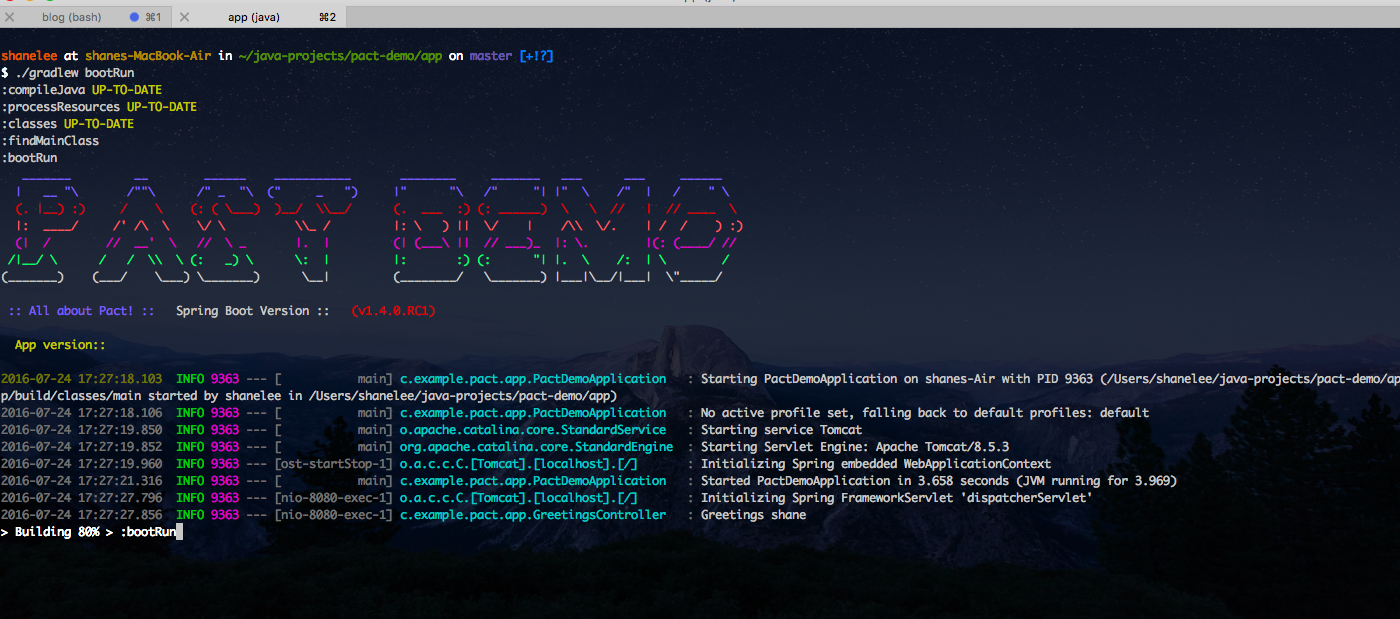 blog (bash) ⌘1 app (java) ⌘2
shanelee at shanes-MacBook-Air in ~/java-projects/pact-demo/app on master [+!?]
$ ./gradlew bootRun
:compileJava UP-TO-DATE
:processResources UP-TO-DATE
:classes UP-TO-DATE
:findMainClass
:bootRun
PACT DEMO
:: All about Pact! :: Spring Boot Version :: (v1.4.0.RC1)
App version::
2016-07-24 17:27:18.103 INFO 9363 --- [ main] c.example.pact.app.PactDemoApplication : Starting PactDemoApplication on shanes-Air with PID 9363 (/Users/shanelee/java-projects/pact-demo/ap
p/build/classes/main started by shanelee in /Users/shanelee/java-projects/pact-demo/app)
2016-07-24 17:27:18.106 INFO 9363 --- [ main] c.example.pact.app.PactDemoApplication : No active profile set, falling back to default profiles: default
2016-07-24 17:27:19.850 INFO 9363 --- [ main] o.apache.catalina.core.StandardService : Starting service Tomcat
2016-07-24 17:27:19.852 INFO 9363 --- [ main] org.apache.catalina.core.StandardEngine : Starting Servlet Engine: Apache Tomcat/8.5.3
2016-07-24 17:27:19.960 INFO 9363 --- [ost-startStop-1] o.a.c.c.C.[Tomcat].[localhost].[/] : Initializing Spring embedded WebApplicationContext
2016-07-24 17:27:21.316 INFO 9363 --- [ main] c.example.pact.app.PactDemoApplication : Started PactDemoApplication in 3.658 seconds (JVM running for 3.969)
2016-07-24 17:27:27.796 INFO 9363 --- [nio-8080-exec-1] o.a.c.c.C.[Tomcat].[localhost].[/] : Initializing Spring FrameworkServlet 'dispatcherServlet'
2016-07-24 17:27:27.856 INFO 9363 --- [nio-8080-exec-1] c.example.pact.app.GreetingsController : Greetings shane
> Building 80% > :bootRun